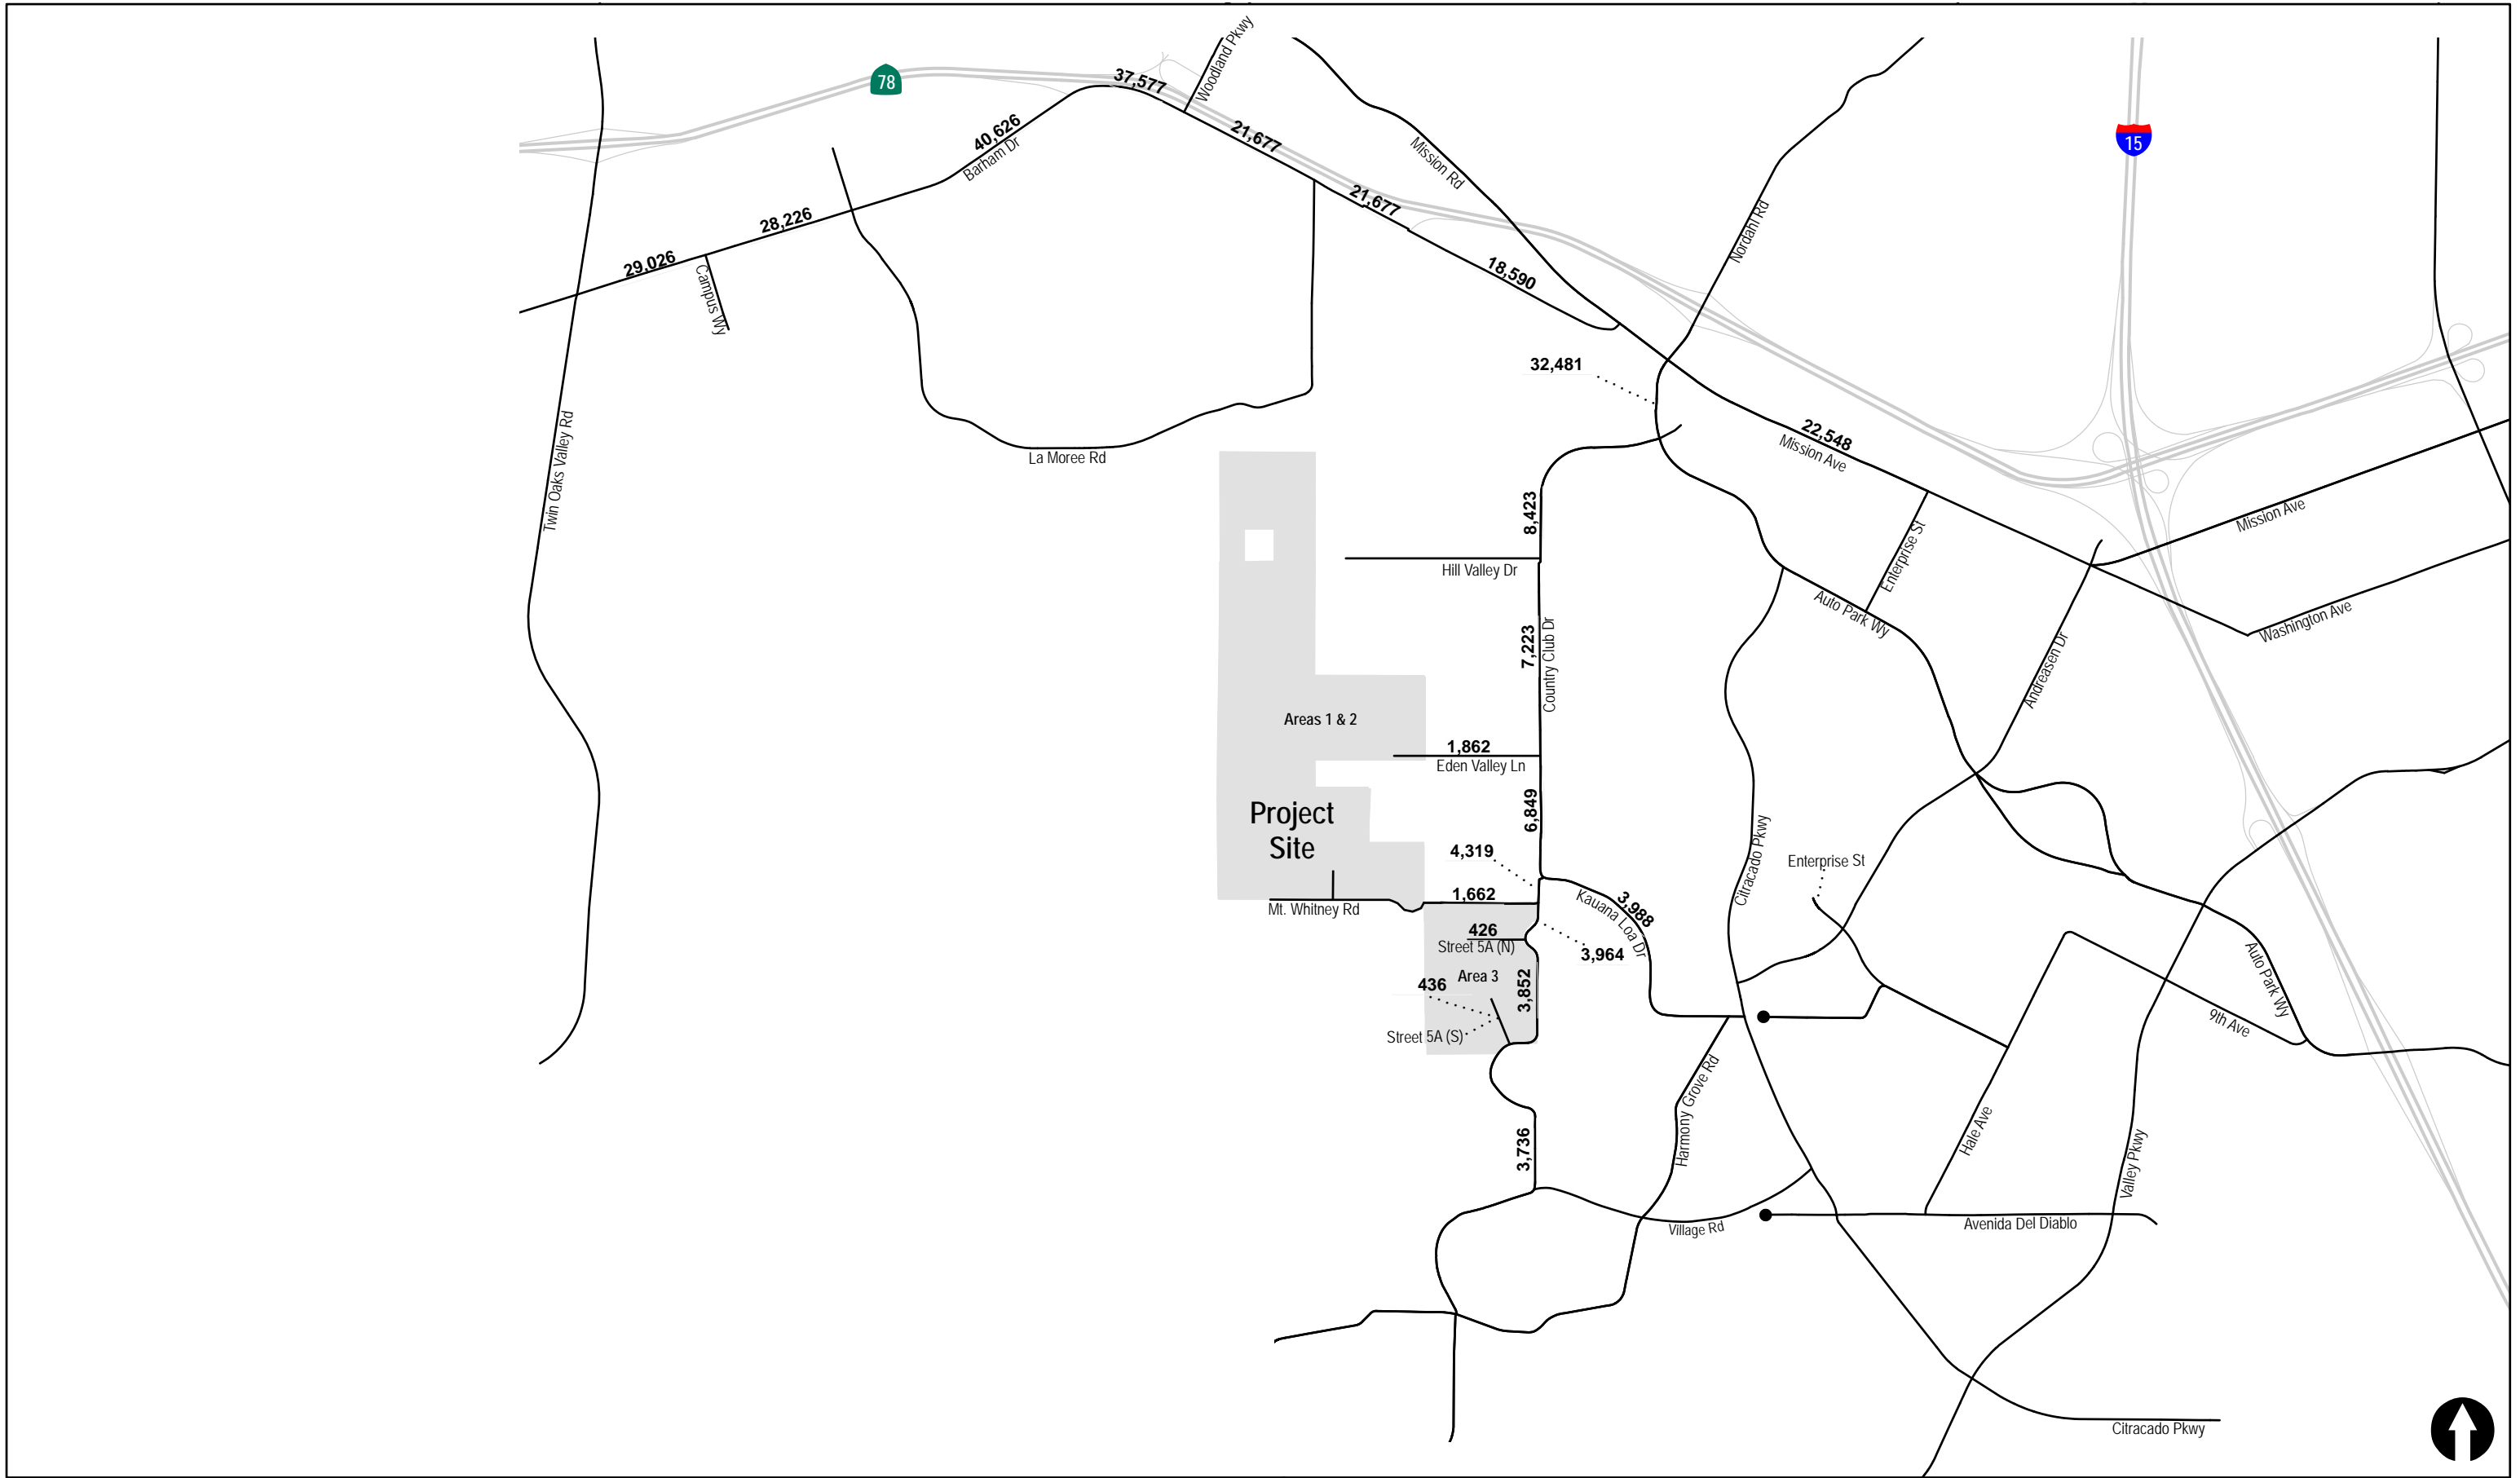 Woodland Pkwy
78
37,577
40,626
Barham Dr
21,677
15
Mission Rd
21,677
Nordahl Rd
28,226
29,026
Campus Wy
18,590
32,481
22,548
Mission Ave
Twin Oaks Valley Rd
La Moree Rd
8,423
Mission Ave
Enterprise St
Hill Valley Dr
Auto Park Wy
Washington Ave
7,223
Country Club Dr
Andreasen Dr
Areas 1 & 2
1,862
Eden Valley Ln
Project
Site
6,849
4,319
Citracado Pkwy
Enterprise St
1,662
Mt. Whitney Rd
3,988
Kauana Loa Dr
426
Street 5A (N)
3,964
Area 3
436
3,852
Auto Park Wy
9th Ave
Street 5A (S)
Harmony Grove Rd
Hale Ave
3,736
Valley Pkwy
Village Rd
Avenida Del Diablo
Citracado Pkwy